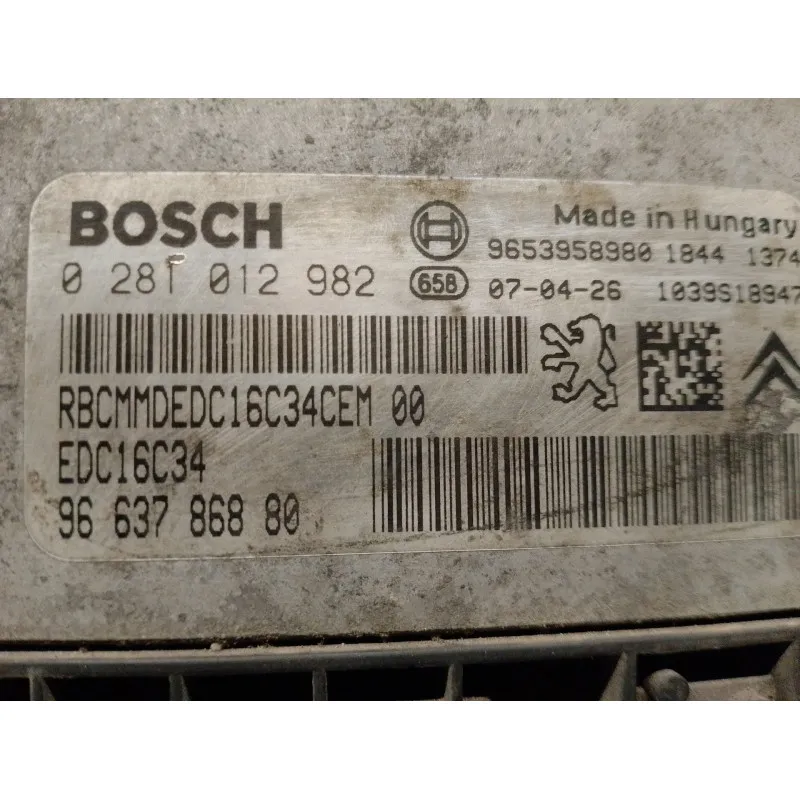 BOSCH
Made in Hungary
9653958980 1844 1374
0 281 012 982
65B
07-04-26 1039S18947
RBCMMDEDC16C34CEM 00
EDC16C34
96 637 868 80